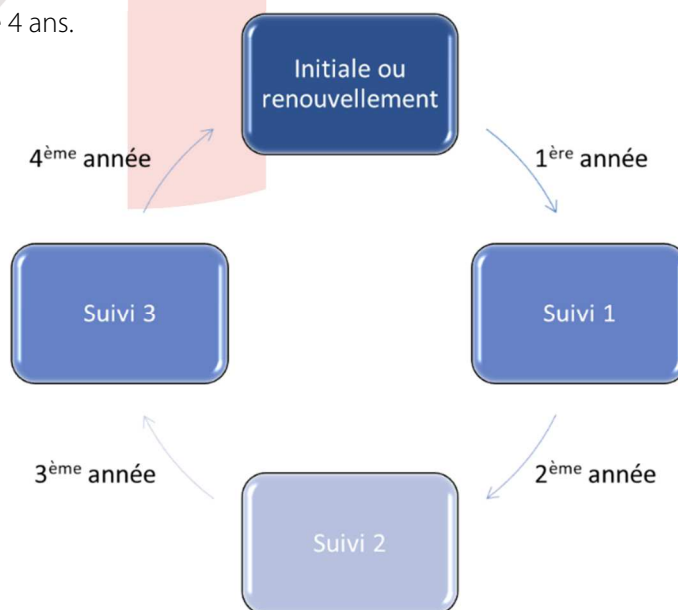 4 ans.
Initiale ou
renouvellement
4ème année
1ère année
Suivi 3
Suivi 1
3ème année
2ème année
Suivi 2